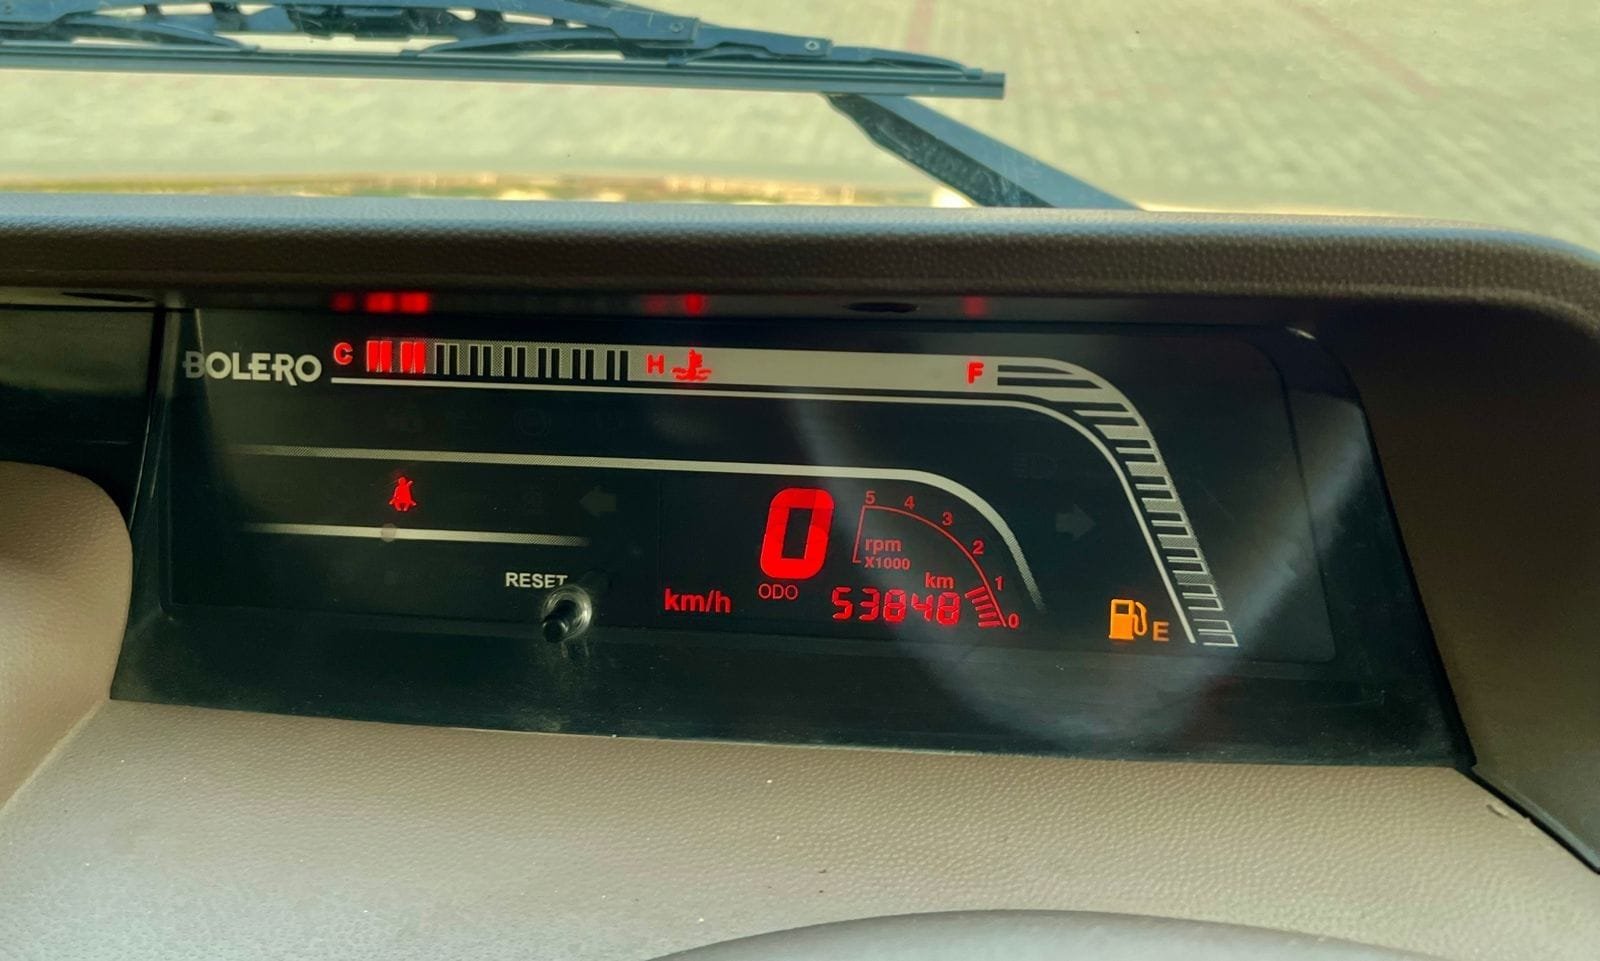 BOLERO C H F
RESET
km/h
0
ODO
53848
km
rpm
X1000
5 4 3 2 1 0
E